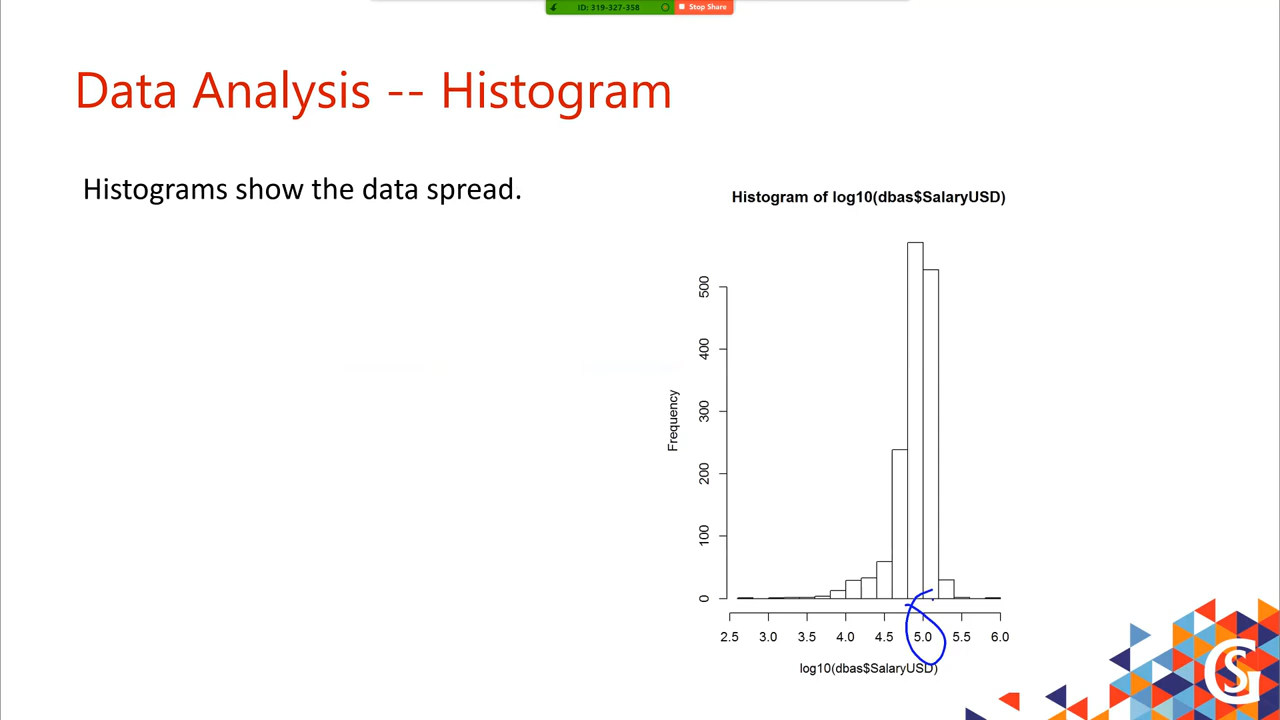 ID: 319-327-358 Stop Share
Data Analysis -- Histogram
Histograms show the data spread.
Histogram of log10(dbas$SalaryUSD)
500
400
300
200
100
0
Frequency
2.5 3.0 3.5 4.0 4.5 5.0 5.5 6.0
log10(dbas$SalaryUSD)
GS